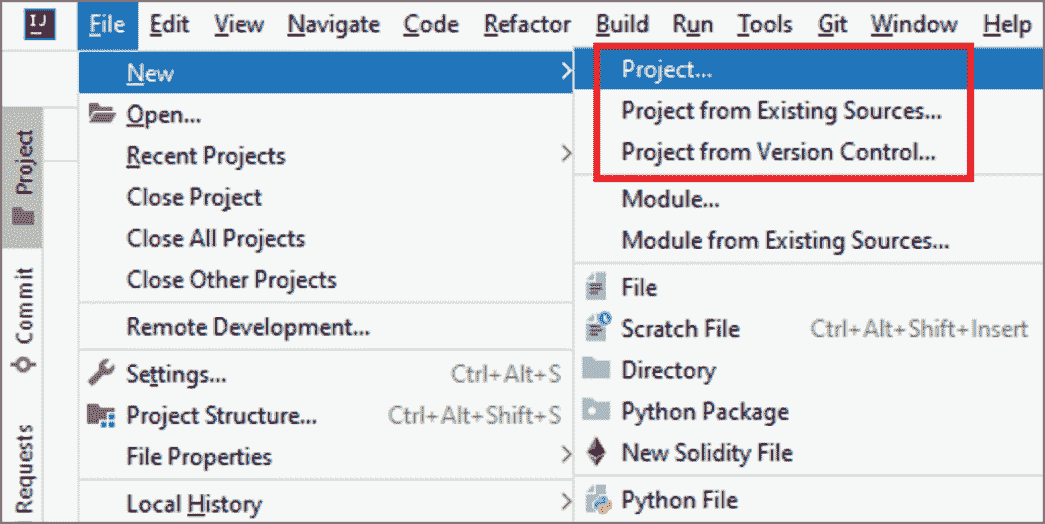 IJ File Edit View Navigate Code Refactor Build Run Tools Git Window Help
Project
Commit
Requests
New
Open...
Recent Projects
Close Project
Close All Projects
Close Other Projects
Remote Development...
Settings... Ctrl+Alt+S
Project Structure... Ctrl+Alt+Shift+S
File Properties
Local History
Project...
Project from Existing Sources...
Project from Version Control...
Module...
Module from Existing Sources...
File
Scratch File Ctrl+Alt+Shift+Insert
Directory
Python Package
New Solidity File
Python File